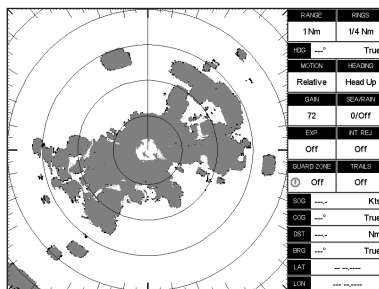 RANGE RINGS
1 Nm 1/4 Nm
HDG ---° True
MOTION HEADING
Relative Head Up
GAIN SEA/RAIN
72 0/Off
EXP INT REJ
Off Off
GUARD ZONE TRAILS
Off Off
SOG ---.- Kts
COG ---° True
DST --.-- Nm
BRG ---° True
LAT -- --.----
LON --- --.----